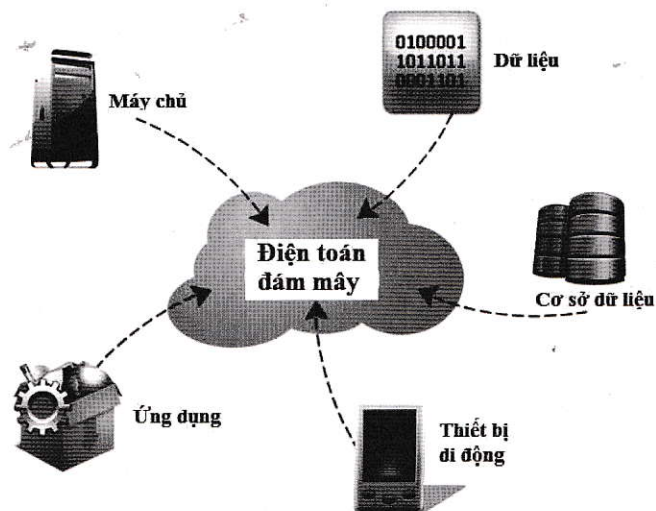 0100001
1011011
0001101
Dữ liệu
Máy chủ
Điện toán
đám mây
Cơ sở dữ liệu
Ứng dụng
Thiết bị
di động